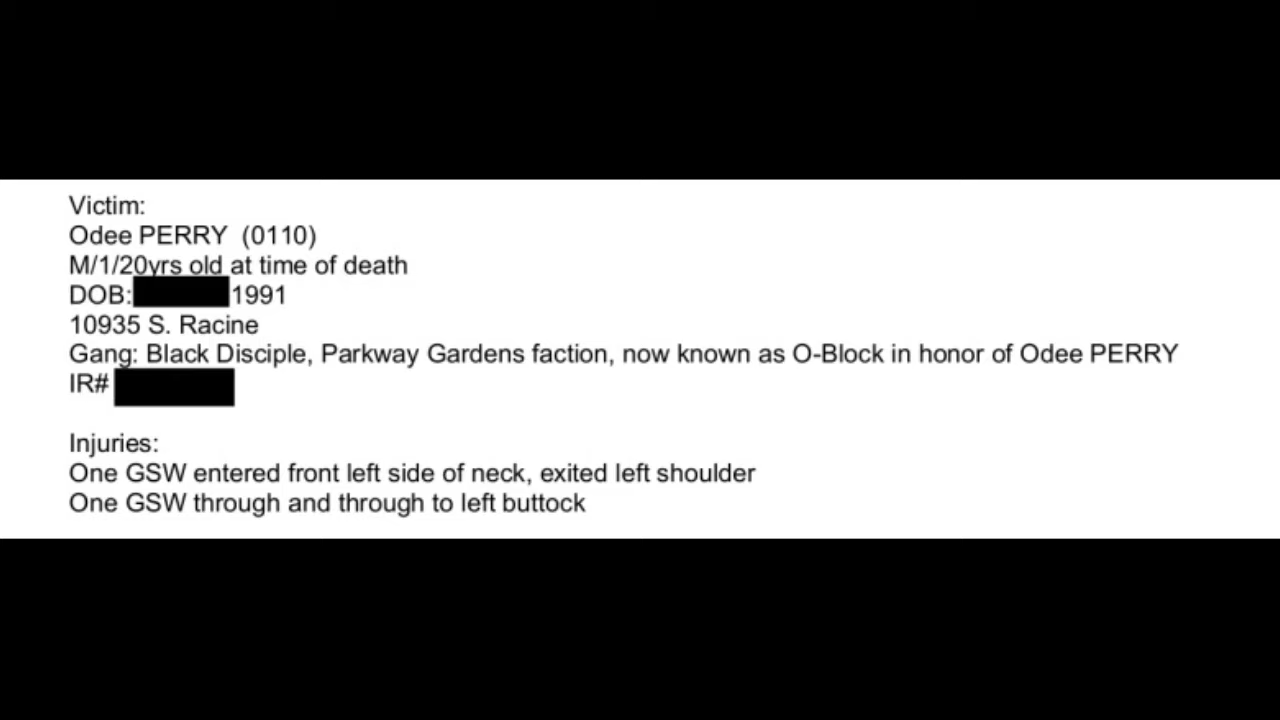 Victim:
Odee PERRY (0110)
M/1/20yrs old at time of death
DOB: 1991
10935 S. Racine
Gang: Black Disciple, Parkway Gardens faction, now known as O-Block in honor of Odee PERRY
IR#
Injuries:
One GSW entered front left side of neck, exited left shoulder
One GSW through and through to left buttock